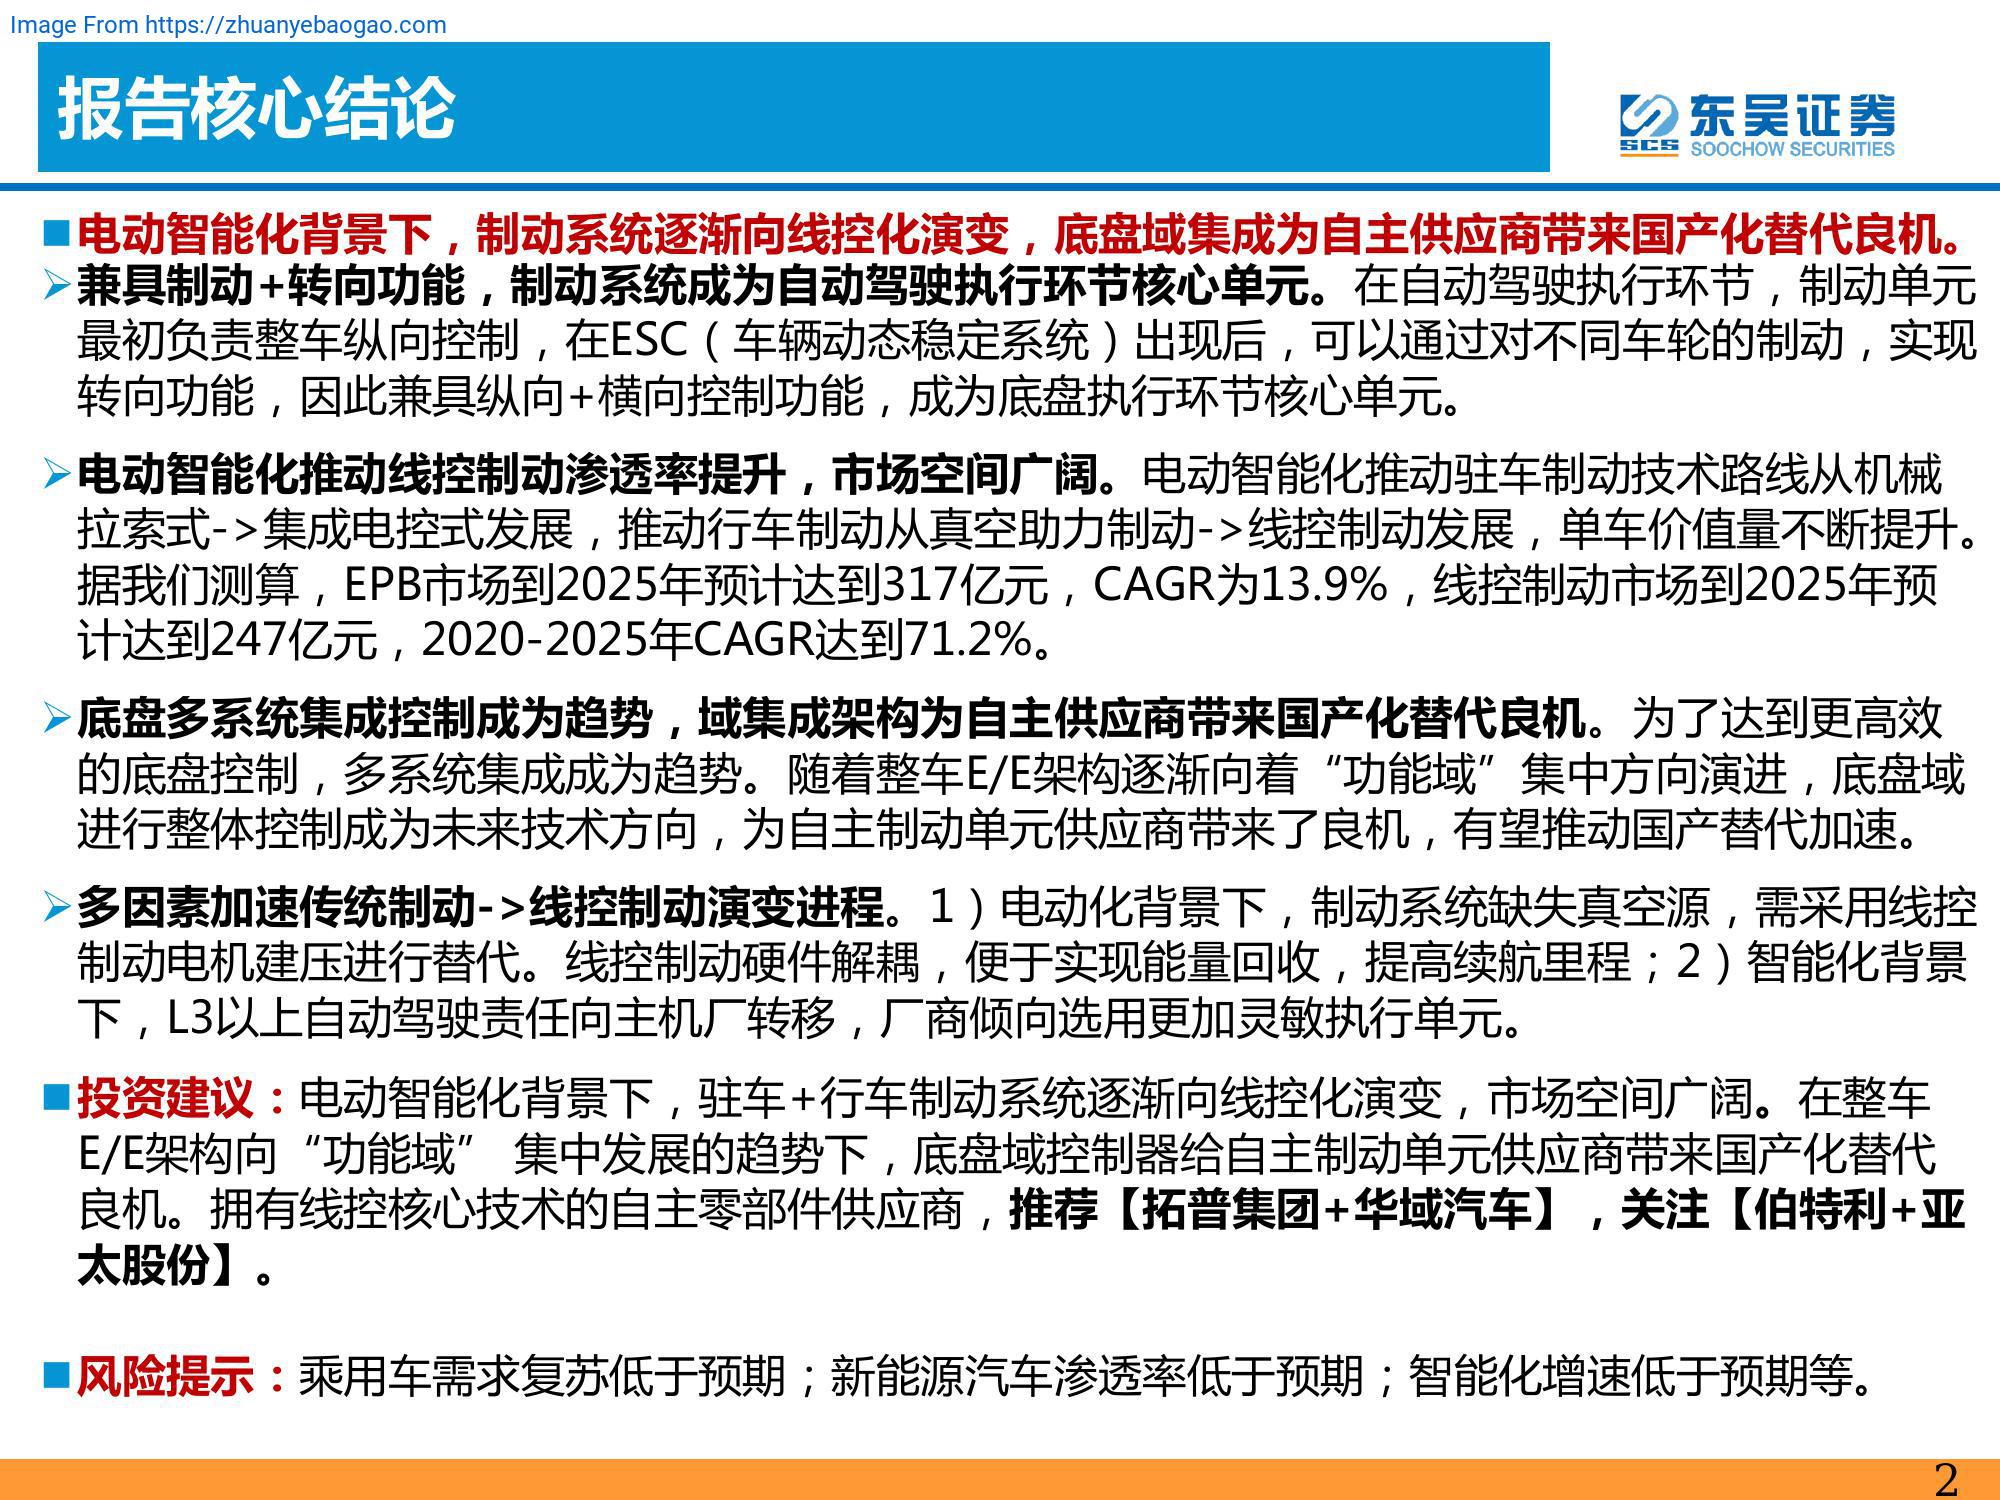 Image From https://zhuanyebaogao.com
报告核心结论
东吴证券
SCS
SOOCHOW SECURITIES
电动智能化背景下，制动系统逐渐向线控化演变，底盘域集成为自主供应商带来国产化替代良机。
兼具制动+转向功能，制动系统成为自动驾驶执行环节核心单元。在自动驾驶执行环节，制动单元
最初负责整车纵向控制，在ESC（车辆动态稳定系统）出现后，可以通过对不同车轮的制动，实现
转向功能，因此兼具纵向+横向控制功能，成为底盘执行环节核心单元。
电动智能化推动线控制动渗透率提升，市场空间广阔。电动智能化推动驻车制动技术路线从机械
拉索式->集成电控式发展，推动行车制动从真空助力制动->线控制动发展，单车价值量不断提升。
据我们测算，EPB市场到2025年预计达到317亿元，CAGR为13.9%，线控制动市场到2025年预
计达到247亿元，2020-2025年CAGR达到71.2%。
底盘多系统集成控制成为趋势，域集成架构为自主供应商带来国产化替代良机。为了达到更高效
的底盘控制，多系统集成成为趋势。随着整车E/E架构逐渐向着“功能域”集中方向演进，底盘域
进行整体控制成为未来技术方向，为自主制动单元供应商带来了良机，有望推动国产替代加速。
多因素加速传统制动->线控制动演变进程。1）电动化背景下，制动系统缺失真空源，需采用线控
制动电机建压进行替代。线控制动硬件解耦，便于实现能量回收，提高续航里程；2）智能化背景
下，L3以上自动驾驶责任向主机厂转移，厂商倾向选用更加灵敏执行单元。
投资建议：电动智能化背景下，驻车+行车制动系统逐渐向线控化演变，市场空间广阔。在整车
E/E架构向“功能域” 集中发展的趋势下，底盘域控制器给自主制动单元供应商带来国产化替代
良机。拥有线控核心技术的自主零部件供应商，推荐【拓普集团+华域汽车】，关注【伯特利+亚
太股份】。
风险提示：乘用车需求复苏低于预期；新能源汽车渗透率低于预期；智能化增速低于预期等。
2